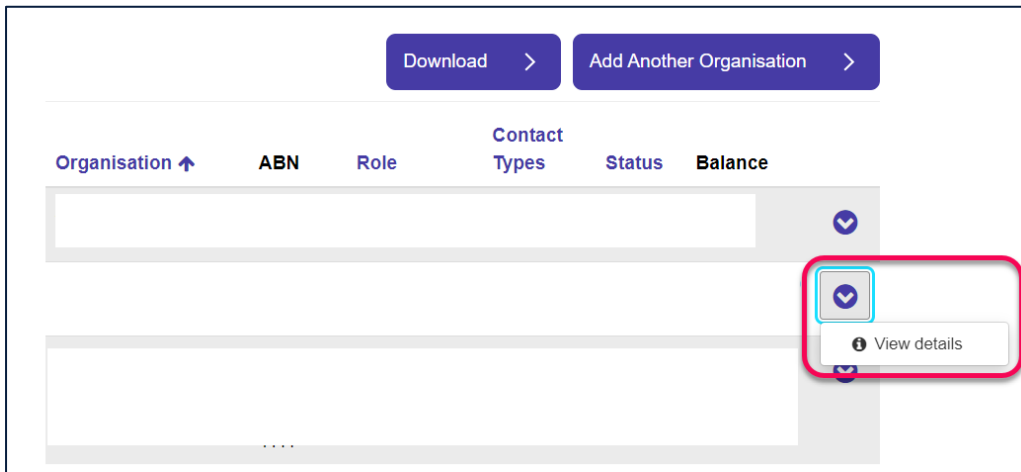 Download
Add Another Organisation
Organisation
ABN
Role
Contact
Types
Status
Balance
View details